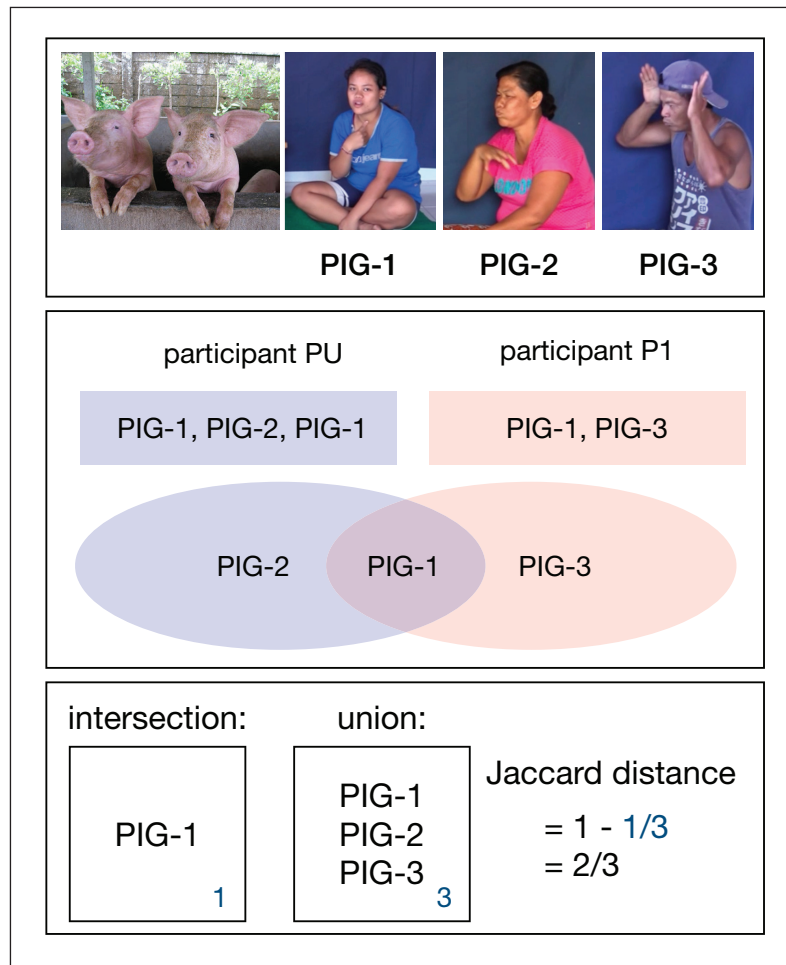 PIG-1 PIG-2 PIG-3
participant PU participant P1
PIG-1, PIG-2, PIG-1 PIG-1, PIG-3
PIG-2 PIG-1 PIG-3
intersection: union:
Jaccard distance
PIG-1
PIG-1
PIG-2
PIG-3
= 1 - 1/3
= 2/3
1
3